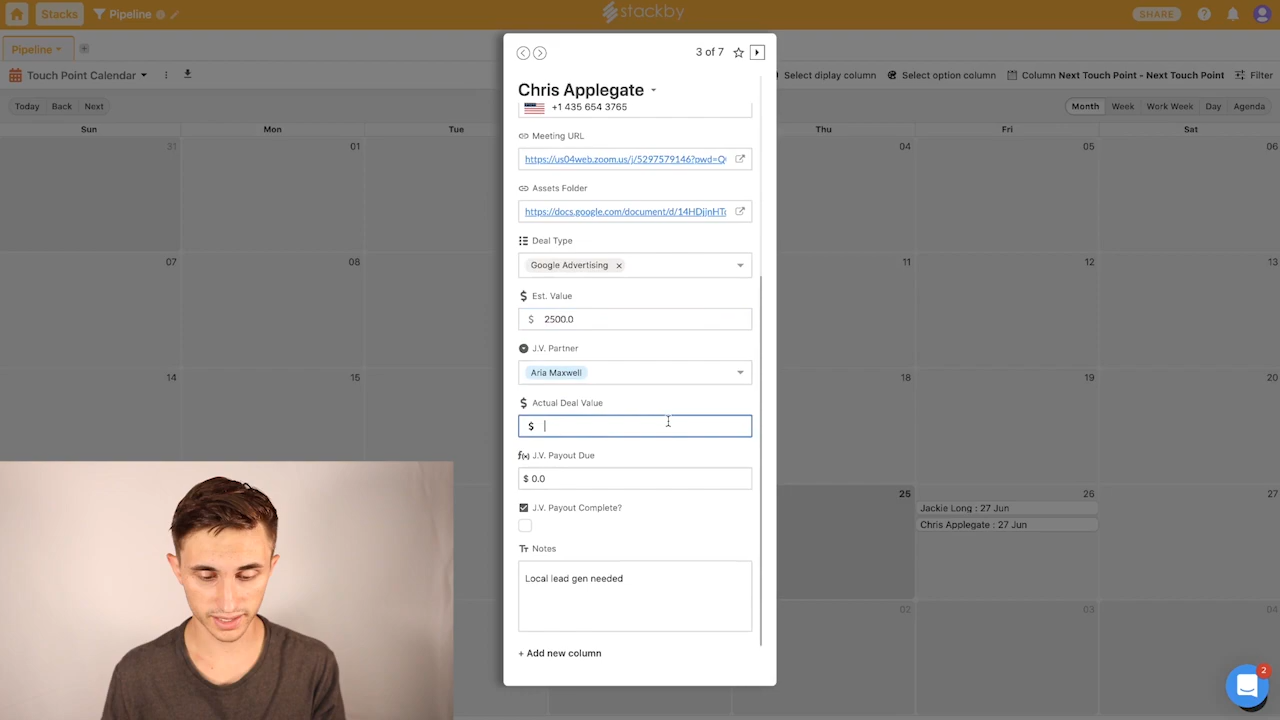 Stacks
Pipeline
stackby
SHARE
Pipeline
Touch Point Calendar
Select display column
Select option column
Column Next Touch Point - Next Touch Point
Filter
Today
Back
Next
Month
Week
Work Week
Day
Agenda
Sun
Mon
Tue
Thu
Fri
Sat
31
01
04
05
06
07
08
11
12
13
14
15
18
19
20
25
26
27
Jackie Long : 27 Jun
Chris Applegate : 27 Jun
02
03
04
3 of 7
Chris Applegate
+1 435 654 3765
Meeting URL
https://us04web.zoom.us/j/5297579146?pwd=Q
Assets Folder
https://docs.google.com/document/d/14HDjinHT
Deal Type
Google Advertising ×
Est. Value
$ 2500.0
J.V. Partner
Aria Maxwell
Actual Deal Value
$
f(x) J.V. Payout Due
$ 0.0
J.V. Payout Complete?
Tт Notes
Local lead gen needed
+ Add new column
2